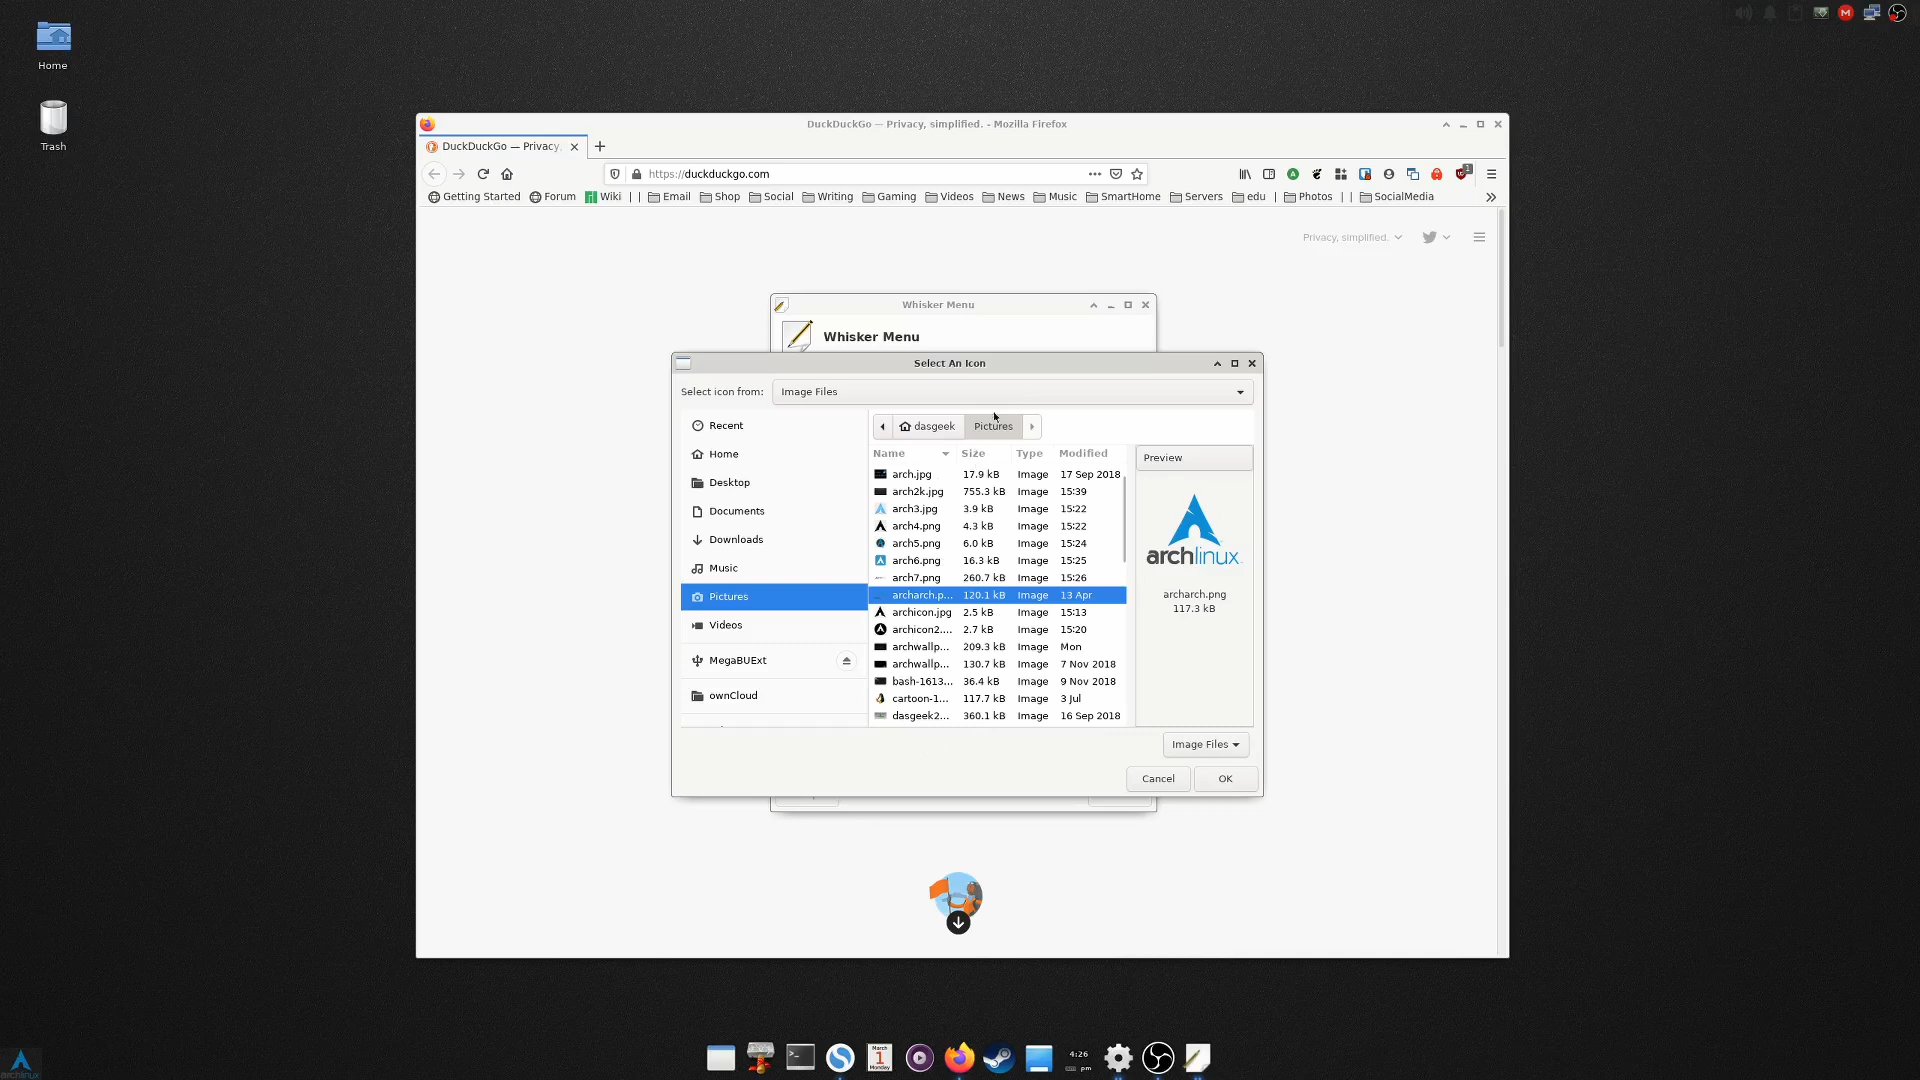 Home
Trash
DuckDuckGo — Privacy, simplified. - Mozilla Firefox
DuckDuckGo — Privacy,
https://duckduckgo.com
Getting Started Forum Wiki | | Email Shop Social Writing Gaming Videos News Music SmartHome Servers edu | Photos | | SocialMedia
Privacy, simplified.
Whisker Menu
Whisker Menu
Select An Icon
Select icon from: Image Files
Recent
Home
Desktop
Documents
Downloads
Music
Pictures
Videos
MegaBUExt
ownCloud
dasgeek Pictures
Name Size Type Modified
arch.jpg 17.9 kB Image 17 Sep 2018
arch2k.jpg 755.3 kB Image 15:39
arch3.jpg 3.9 kB Image 15:22
arch4.png 4.3 kB Image 15:22
arch5.png 6.0 kB Image 15:24
arch6.png 16.3 kB Image 15:25
arch7.png 260.7 kB Image 15:26
archarch.p... 120.1 kB Image 13 Apr
archicon.jpg 2.5 kB Image 15:13
archicon2.... 2.7 kB Image 15:20
archwallp... 209.3 kB Image Mon
archwallp... 130.7 kB Image 7 Nov 2018
bash-1613... 36.4 kB Image 9 Nov 2018
cartoon-1... 117.7 kB Image 3 Jul
dasgeek2... 360.1 kB Image 16 Sep 2018
Preview
archlinux
archarch.png
117.3 kB
Image Files
Cancel OK
archlinux
March
1
Monday
4:26
pm